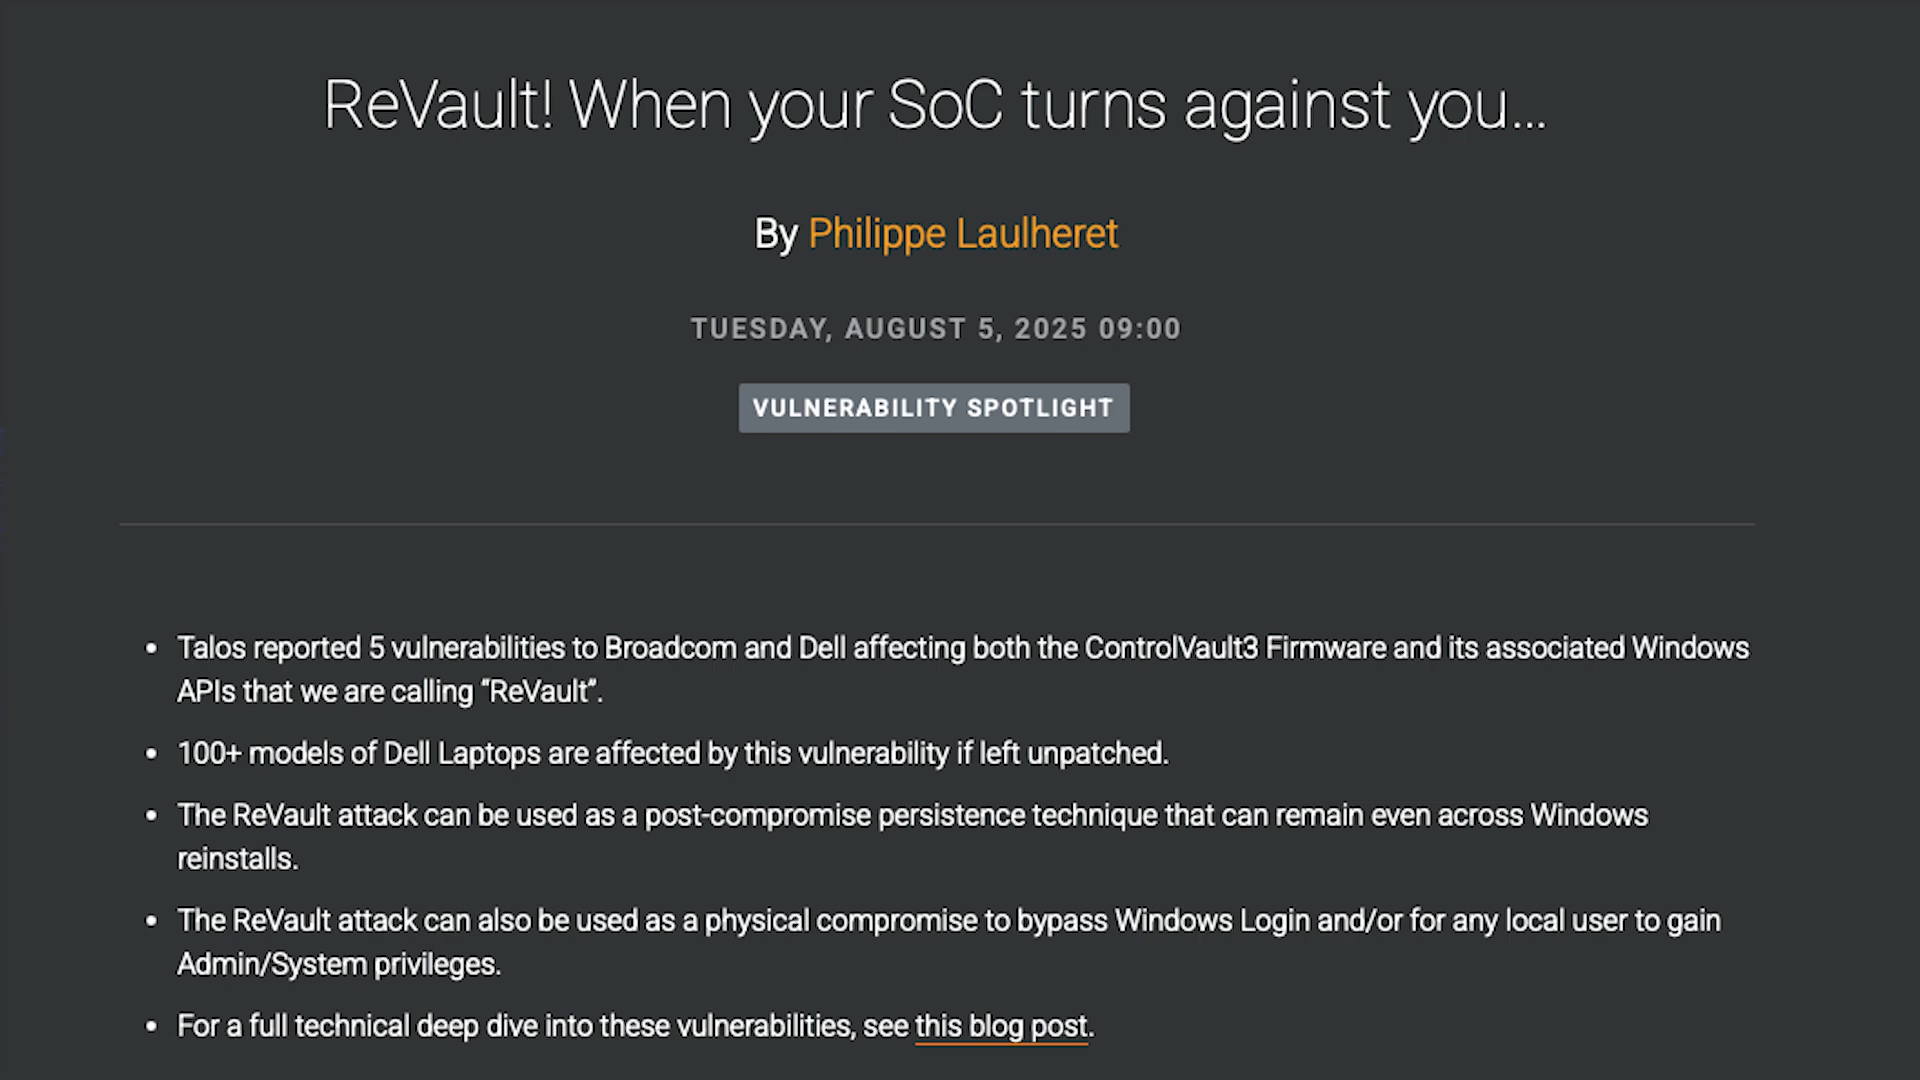 ReVault! When your SoC turns against you...
By Philippe Laulheret
TUESDAY, AUGUST 5, 2025 09:00
VULNERABILITY SPOTLIGHT
• Talos reported 5 vulnerabilities to Broadcom and Dell affecting both the ControlVault3 Firmware and its associated Windows
APIs that we are calling “ReVault”.
• 100+ models of Dell Laptops are affected by this vulnerability if left unpatched.
• The ReVault attack can be used as a post-compromise persistence technique that can remain even across Windows
reinstalls.
• The ReVault attack can also be used as a physical compromise to bypass Windows Login and/or for any local user to gain
Admin/System privileges.
• For a full technical deep dive into these vulnerabilities, see this blog post.